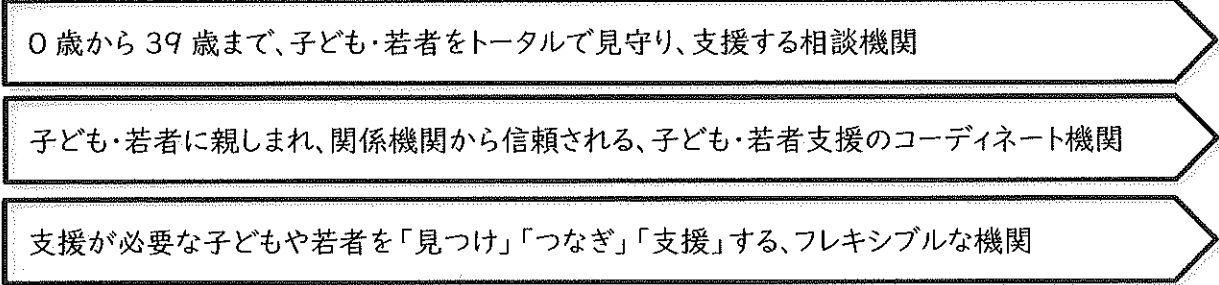 0歳から39歳まで、子ども・若者をトータルで見守り、支援する相談機関
子ども・若者に親しまれ、関係機関から信頼される、子ども・若者支援のコーディネート機関
支援が必要な子どもや若者を「見つけ」「つなぎ」「支援」する、フレキシブルな機関